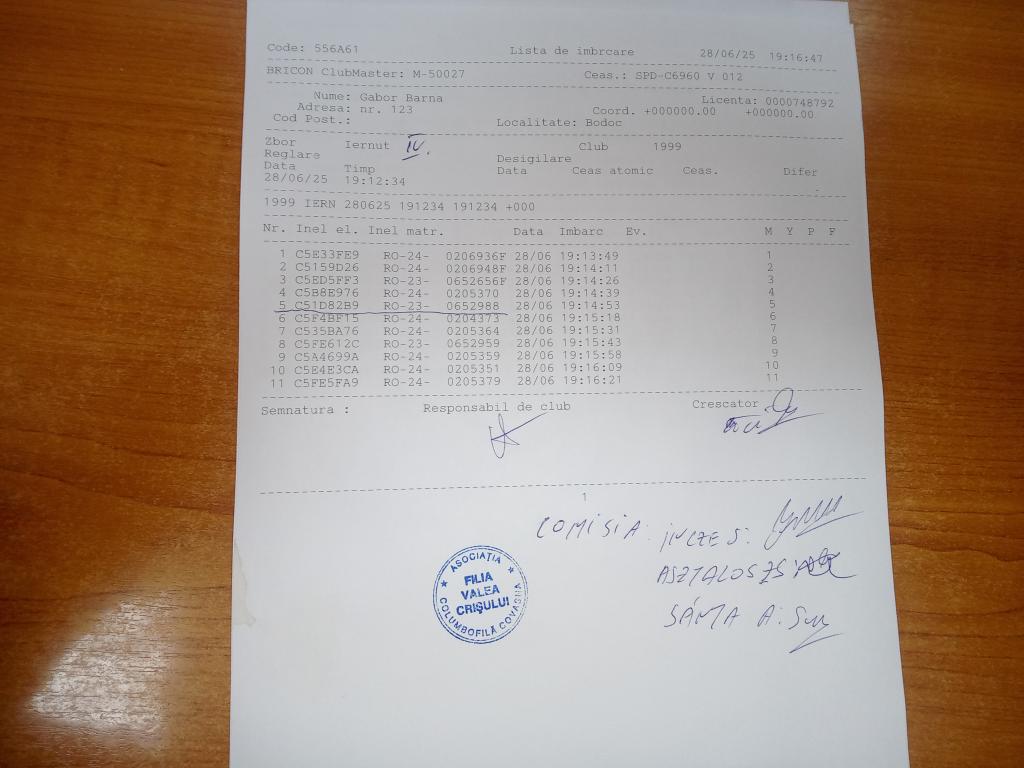 Code: 556A61 Lista de imbrcare 28/06/25 19:16:47
BRICON ClubMaster: M-50027 Ceas.: SPD-C6960 V 012
Nume: Gabor Barna Licenta: 0000748792
Adresa: nr. 123 Coord. +000000.00 +000000.00
Cod Post.: Localitate: Bodoc
Zbor Iernut IV. Club 1999
Reglare Desigilare
Data Timp Data Ceas atomic Ceas. Difer
28/06/25 19:12:34 .
1999 IERN 280625 191234 191234 +000
Nr. Inel el. Inel matr. Data Imbarc Ev. M Y P F
1 C5E33FE9 RO-24- 0206936F 28/06 19:13:49 1
2 C5159D26 RO-24- 0206948F 28/06 19:14:11 2
3 C5ED5FF3 RO-23- 0652656F 28/06 19:14:26 3
4 C5B8E976 RO-24- 0205370 28/06 19:14:39 4
5 C51D82B9 RO-23- 0652988 28/06 19:14:53 5
6 C5F4BF15 RO-24- 0204373 28/06 19:15:18 6
7 C535BA76 RO-24- 0205364 28/06 19:15:31 7
8 C5FE612C RO-23- 0652959 28/06 19:15:43 8
9 C5A4699A RO-24- 0205359 28/06 19:15:58 9
10 C5E4E3CA RO-24- 0205351 28/06 19:16:09 10
11 C5FE5FA9 RO-24- 0205379 28/06 19:16:21 11
Semnatura : Responsabil de club Crescator
1
COMISIA: INCZE S.
ASZTALOS ZS
SÁNTA A.
ASOCIAȚIA
COLUMBOFILĂ COVASNA
FILIA
VALEA
CRIȘULUI